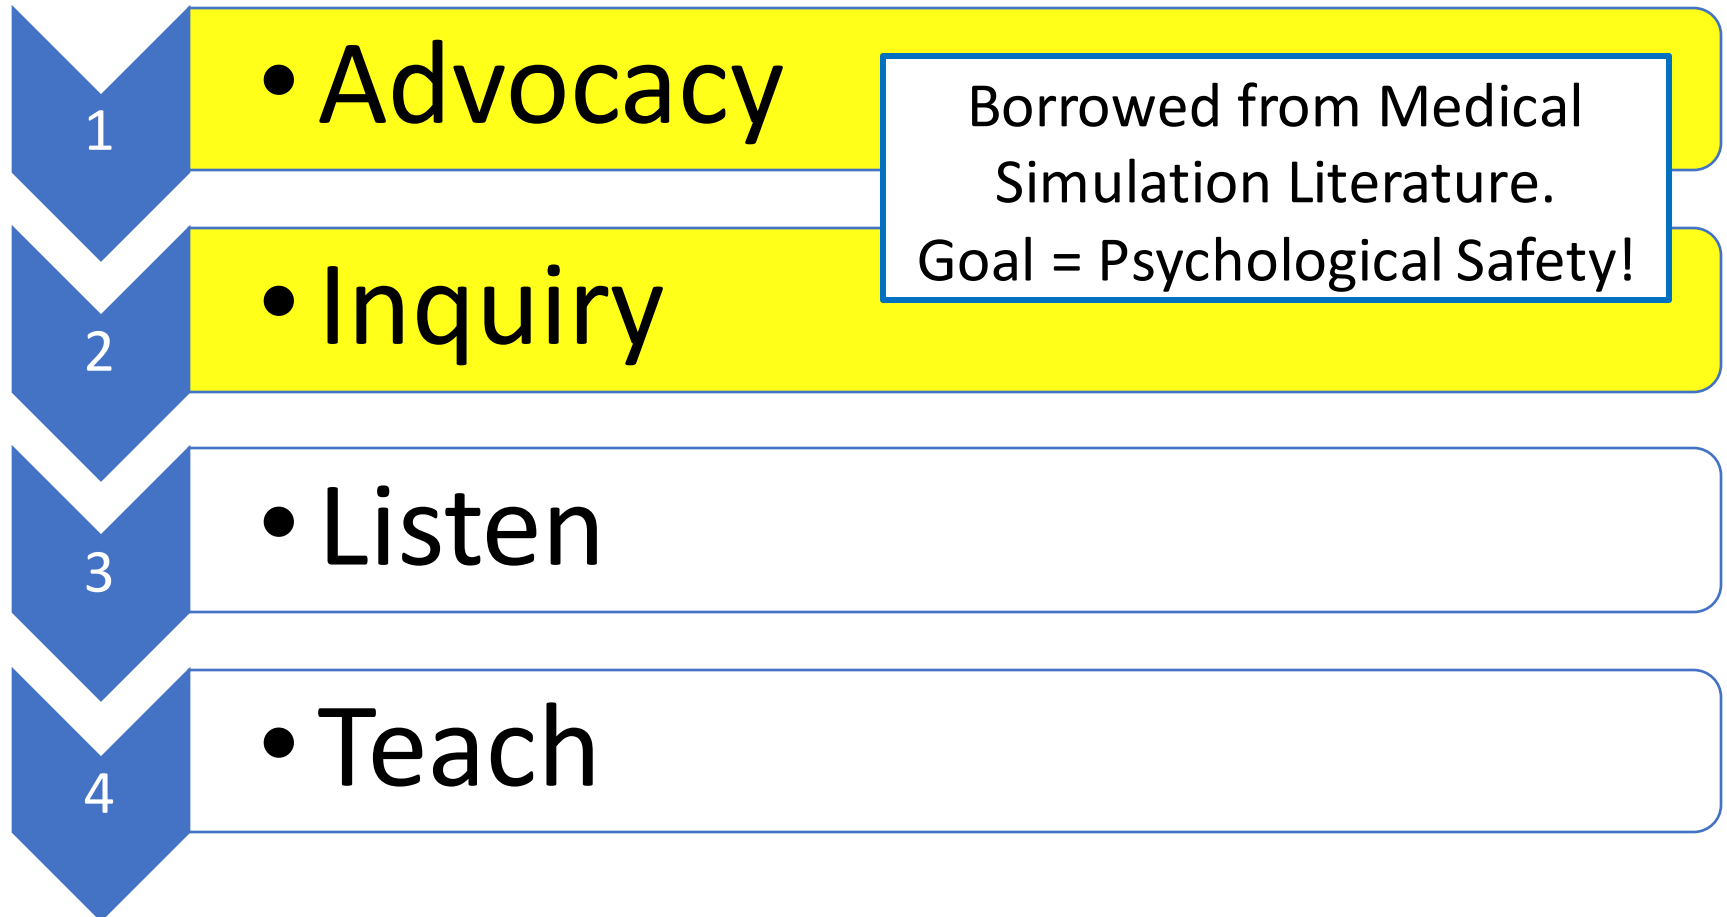 1
• Advocacy
Borrowed from Medical
Simulation Literature.
Goal = Psychological Safety!
2
• Inquiry
3
• Listen
4
• Teach